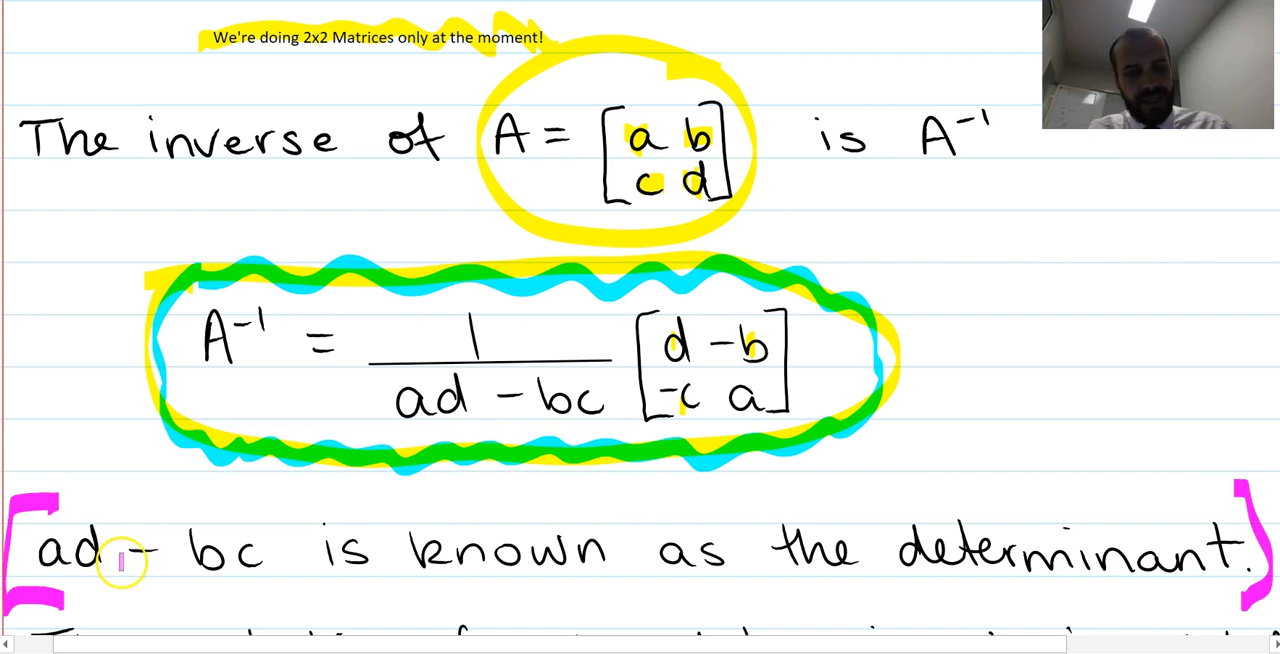 We're doing 2x2 Matrices only at the moment!
The inverse of A = [a b
c d] is A⁻¹
A⁻¹ = 1
ad - bc [d -b
-c a]
[ad - bc is known as the determinant.}